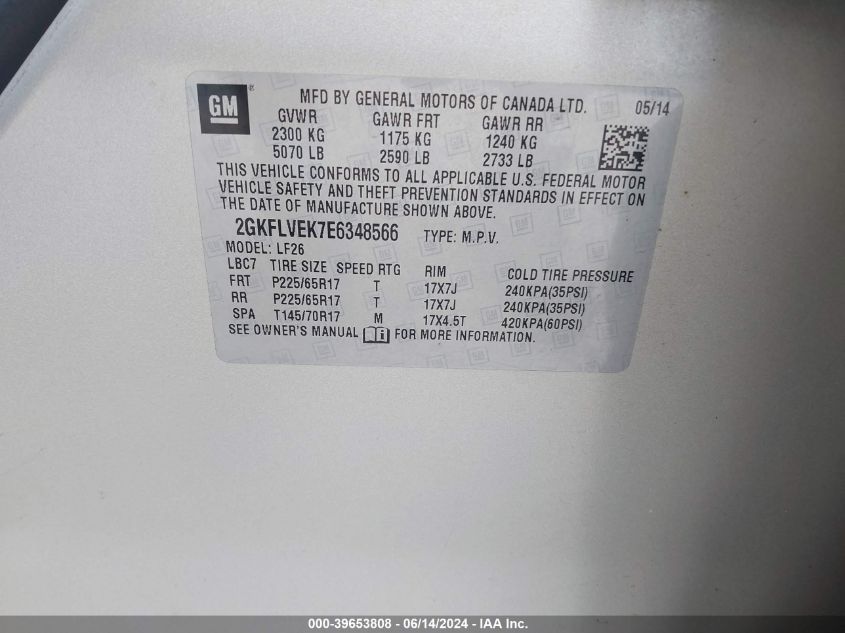 GM ® MFD BY GENERAL MOTORS OF CANADA LTD. 05/14
GVWR GAWR FRT GAWR RR
2300 KG 1175 KG 1240 KG
5070 LB 2590 LB 2733 LB
THIS VEHICLE CONFORMS TO ALL APPLICABLE U.S. FEDERAL MOTOR
VEHICLE SAFETY AND THEFT PREVENTION STANDARDS IN EFFECT ON
THE DATE OF MANUFACTURE SHOWN ABOVE.
2GKFLVEK7E6348566 TYPE: M.P.V.
MODEL: LF26
LBC7 TIRE SIZE SPEED RTG RIM COLD TIRE PRESSURE
FRT P225/65R17 T 17X7J 240KPA(35PSI)
RR P225/65R17 T 17X7J 240KPA(35PSI)
SPA T145/70R17 M 17X4.5T 420KPA(60PSI)
SEE OWNER'S MANUAL i FOR MORE INFORMATION.
000-39653808 - 06/14/2024 - IAA Inc.